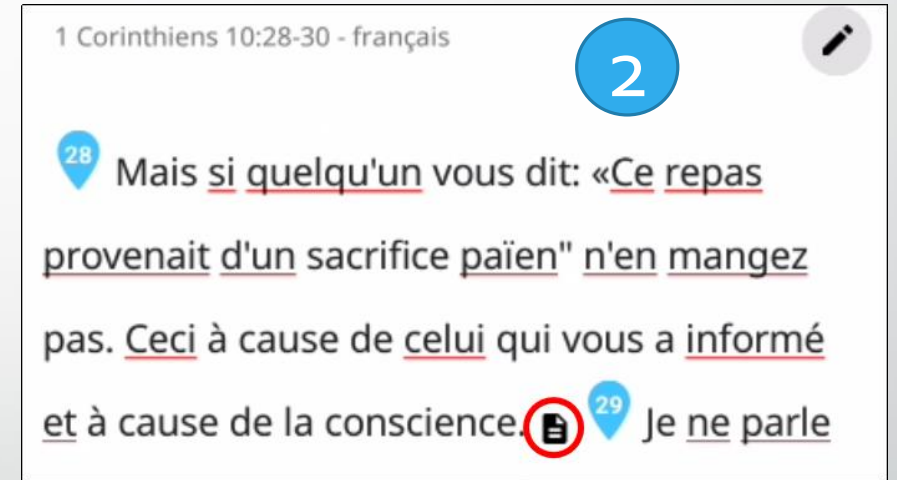 1 Corinthiens 10:28-30 - français
2
28 Mais si quelqu'un vous dit: «Ce repas
provenait d'un sacrifice païen" n'en mangez
pas. Ceci à cause de celui qui vous a informé
et à cause de la conscience. 29 Je ne parle